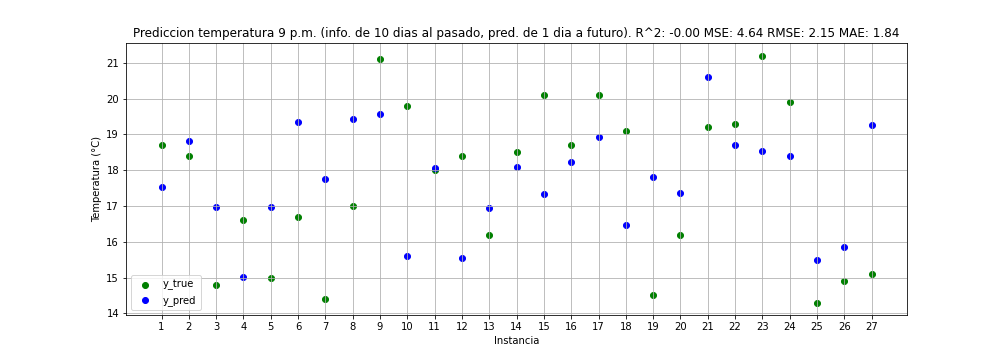 Prediccion temperatura 9 p.m. (info. de 10 dias al pasado, pred. de 1 dia a futuro). R^2: -0.00 MSE: 4.64 RMSE: 2.15 MAE: 1.84
Temperatura (°C)
21
20
19
18
17
16
15
14
y_true
y_pred
1 2 3 4 5 6 7 8 9 10 11 12 13 14 15 16 17 18 19 20 21 22 23 24 25 26 27
Instancia